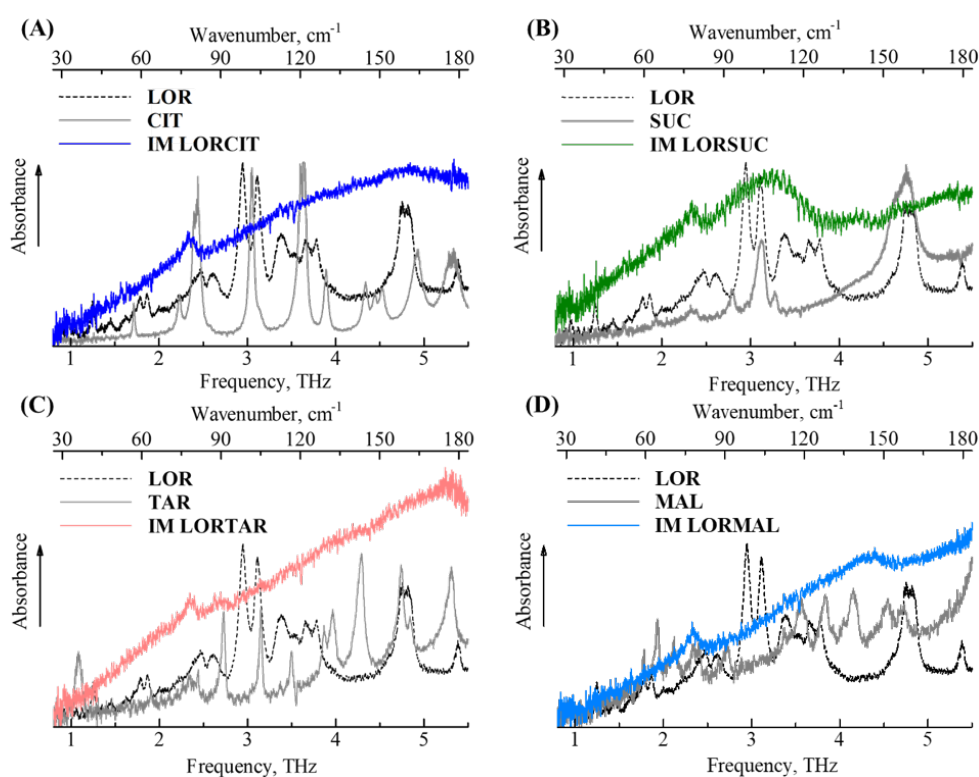 (A)
Wavenumber, cm-1
30 60 90 120 150 180
LOR
CIT
IM LORCIT
Absorbance
1 2 3 4 5
Frequency, THz
(B)
Wavenumber, cm-1
30 60 90 120 150 180
LOR
SUC
IM LORSUC
Absorbance
1 2 3 4 5
Frequency, THz
(C)
Wavenumber, cm-1
30 60 90 120 150 180
LOR
TAR
IM LORTAR
Absorbance
1 2 3 4 5
Frequency, THz
(D)
Wavenumber, cm-1
30 60 90 120 150 180
LOR
MAL
IM LORMAL
Absorbance
1 2 3 4 5
Frequency, THz